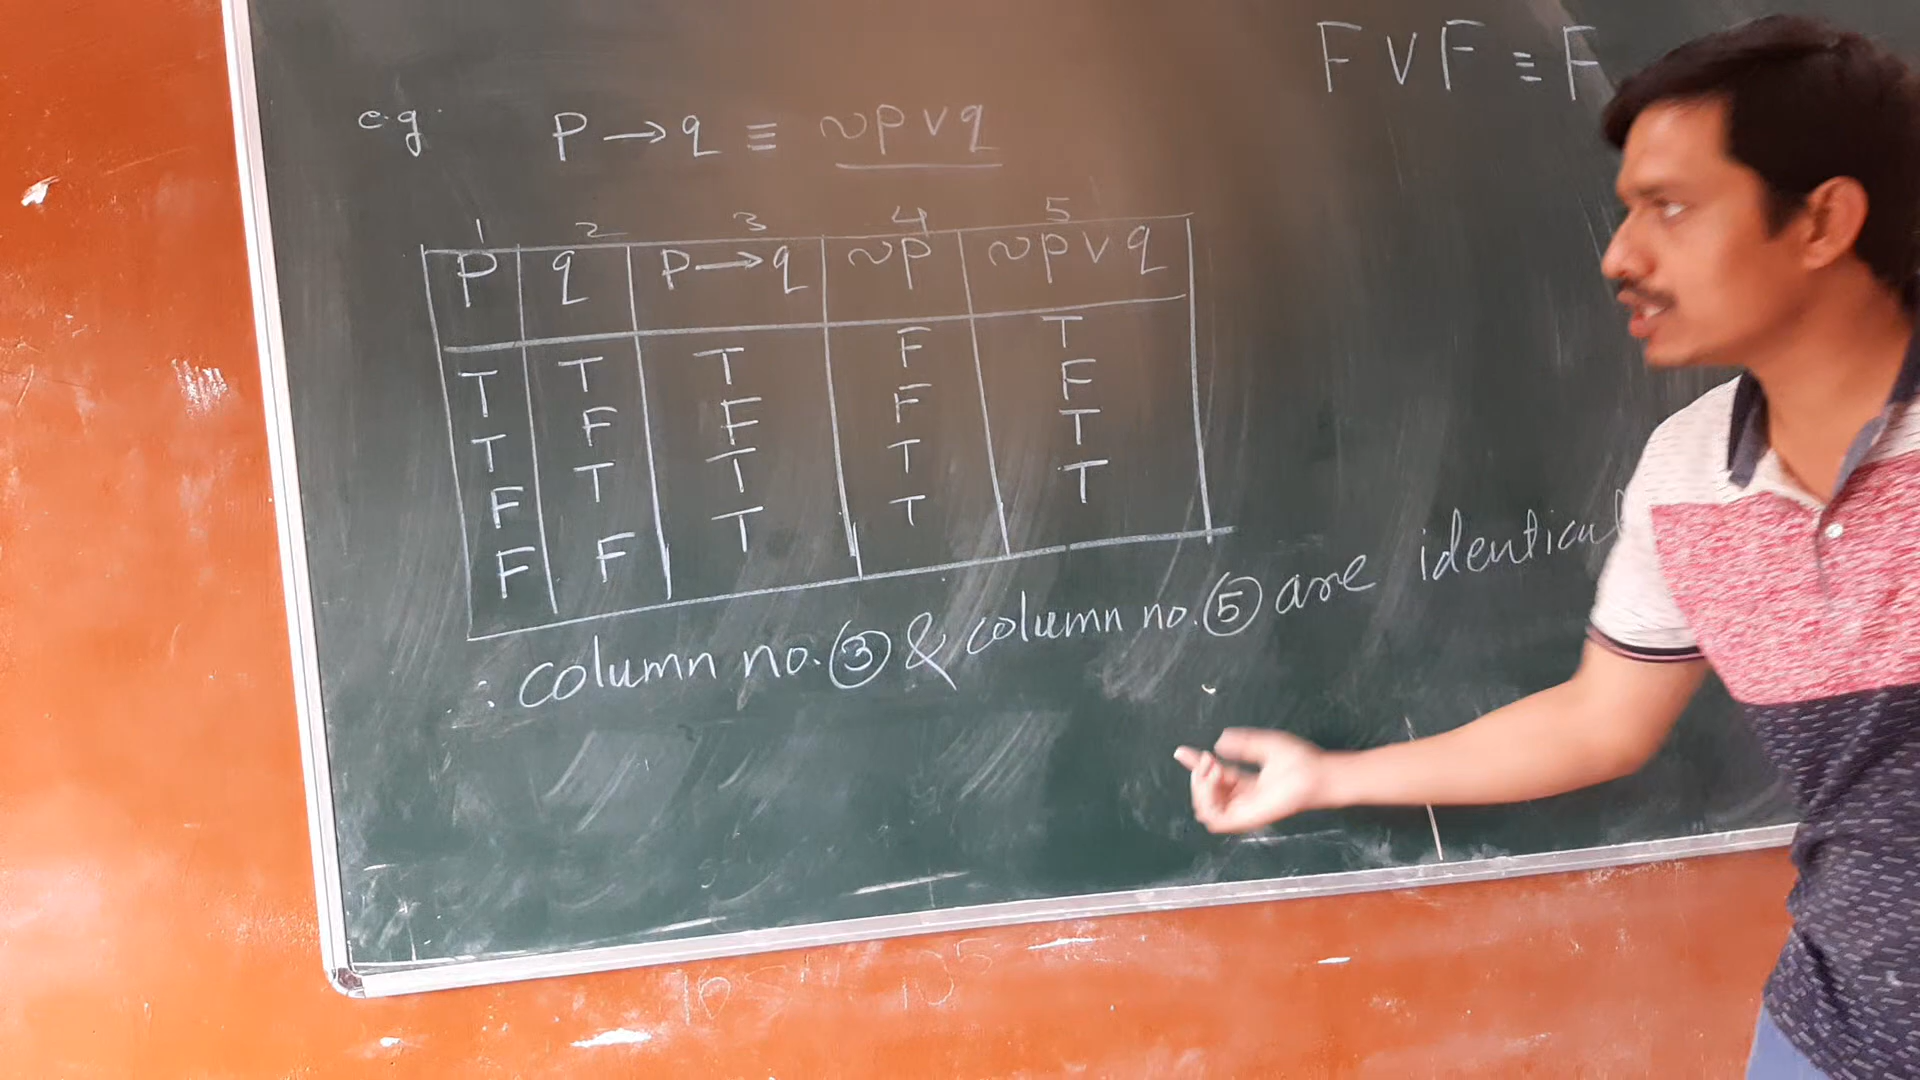 F ∨ F ≡ F
e.g. P → q ≡ ~p ∨ q
1 2 3 4 5
P q p → q ~p ~p ∨ q
T T T F T
T F F F F
F T T T T
F F T T T
∴ column no. ③ & column no. ⑤ are identical